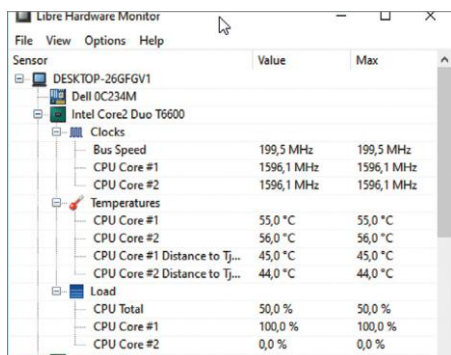 Libre Hardware Monitor
File View Options Help
Sensor Value Max
DESKTOP-26GFGV1
Dell 0C234M
Intel Core2 Duo T6600
Clocks
Bus Speed 199,5 MHz 199,5 MHz
CPU Core #1 1596,1 MHz 1596,1 MHz
CPU Core #2 1596,1 MHz 1596,1 MHz
Temperatures
CPU Core #1 55,0 °C 55,0 °C
CPU Core #2 56,0 °C 56,0 °C
CPU Core #1 Distance to Tj... 45,0 °C 45,0 °C
CPU Core #2 Distance to Tj... 44,0 °C 44,0 °C
Load
CPU Total 50,0 % 50,0 %
CPU Core #1 100,0 % 100,0 %
CPU Core #2 0,0 % 0,0 %